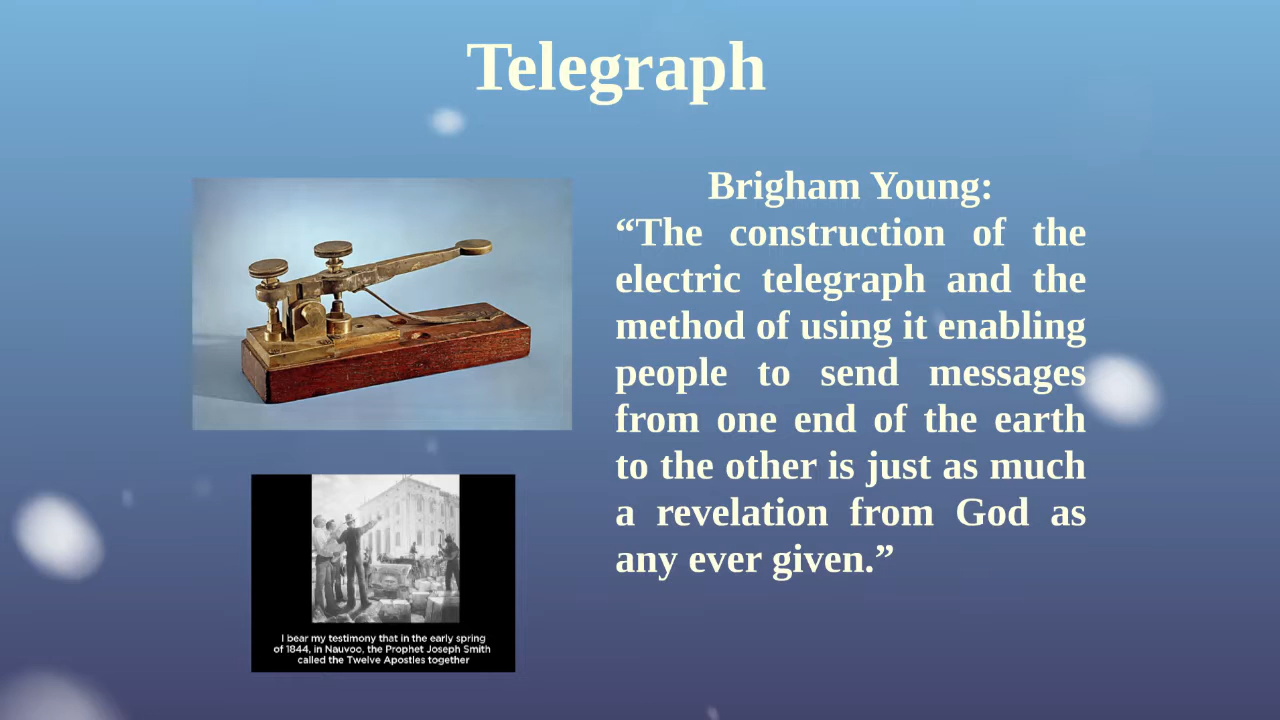 Telegraph
Brigham Young:
“The construction of the
electric telegraph and the
method of using it enabling
people to send messages
from one end of the earth
to the other is just as much
a revelation from God as
any ever given.”
I bear my testimony that in the early spring
of 1844, in Nauvoo, the Prophet Joseph Smith
called the Twelve Apostles together